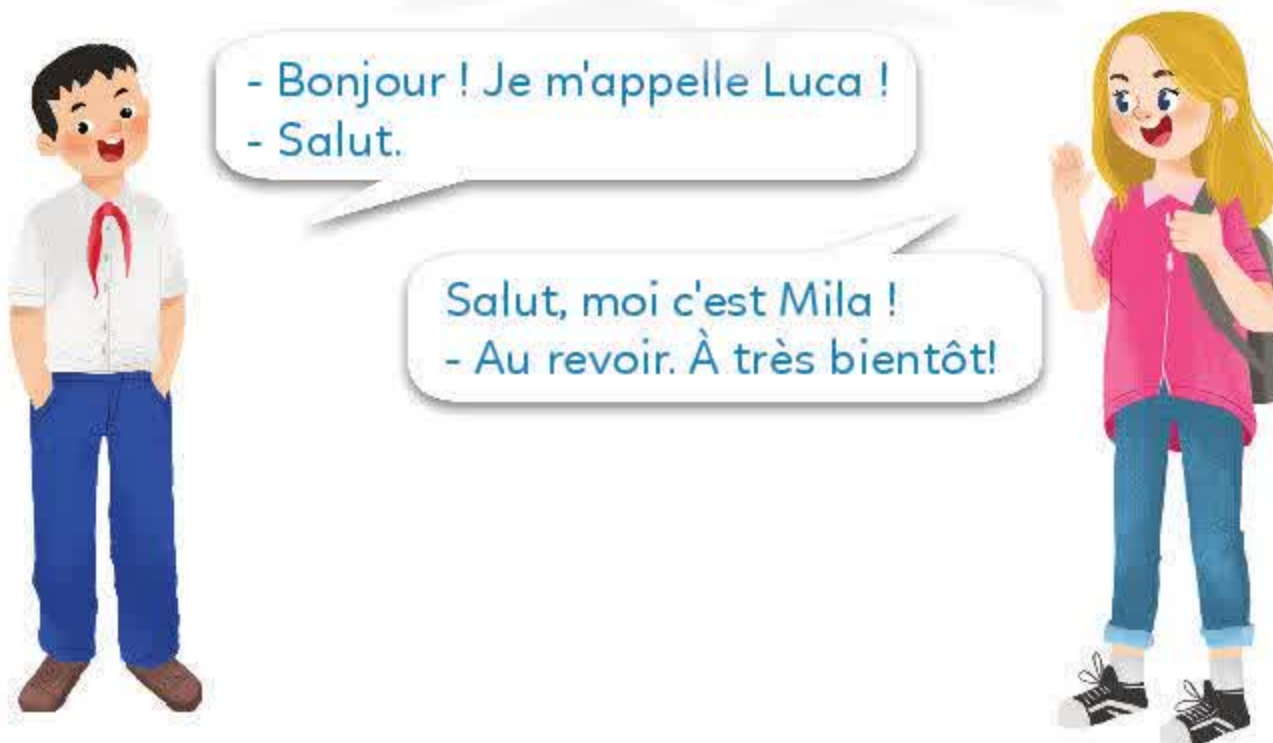 - Bonjour ! Je m'appelle Luca !
- Salut.
Salut, moi c'est Mila !
- Au revoir. À très bientôt!